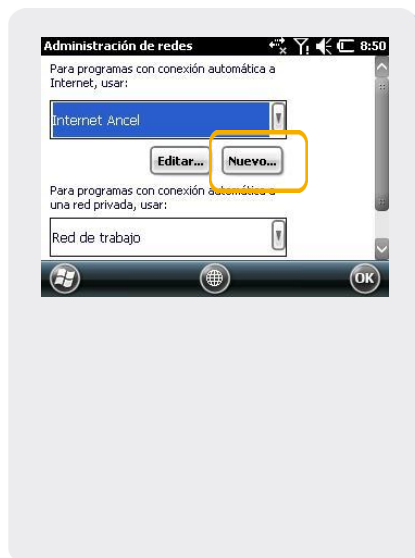 Administración de redes 8:50
Para programas con conexión automática a
Internet, usar:
Internet Ancel
Editar... Nuevo...
Para programas con conexión automática a
una red privada, usar:
Red de trabajo
OK